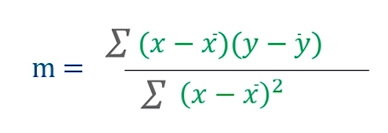 m = ∑ (x − x̄)(y − ȳ)
∑ (x − x̄)²